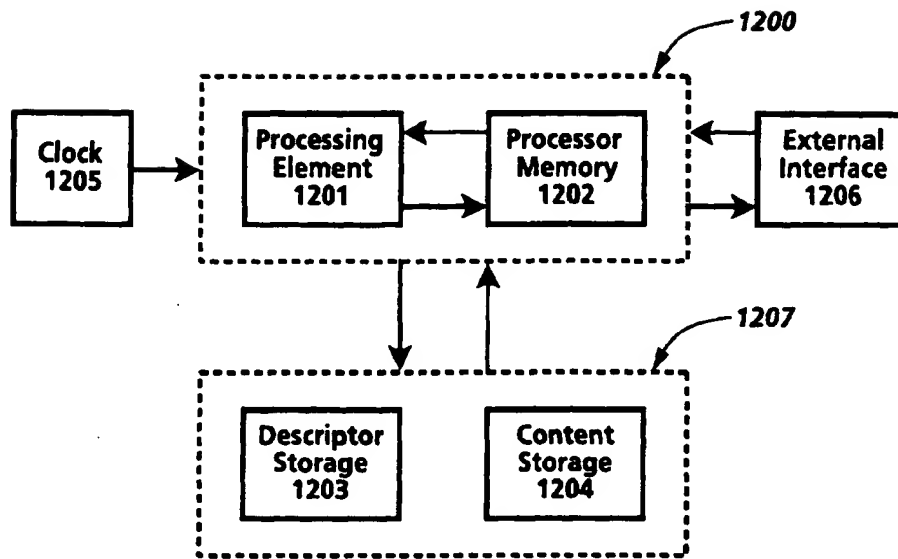 1200
Clock
1205
Processing
Element
1201
Processor
Memory
1202
External
Interface
1206
1207
Descriptor
Storage
1203
Content
Storage
1204